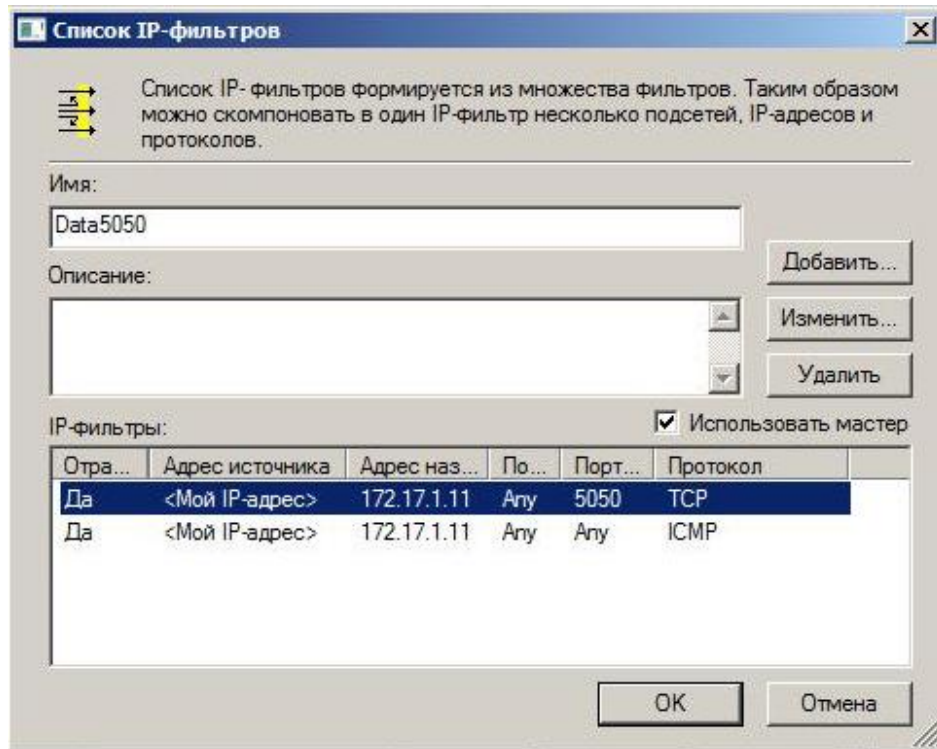 Список IP-фильтров
Список IP- фильтров формируется из множества фильтров. Таким образом
можно скомпоновать в один IP-фильтр несколько подсетей, IP-адресов и
протоколов.
Имя:
Data5050
Добавить...
Описание:
Изменить...
Удалить
IP-фильтры:
Использовать мастер
Отра... Адрес источника Адрес наз... По... Порт... Протокол
Да <Мой IP-адрес> 172.17.1.11 Any 5050 TCP
Да <Мой IP-адрес> 172.17.1.11 Any Any ICMP
OK Отмена